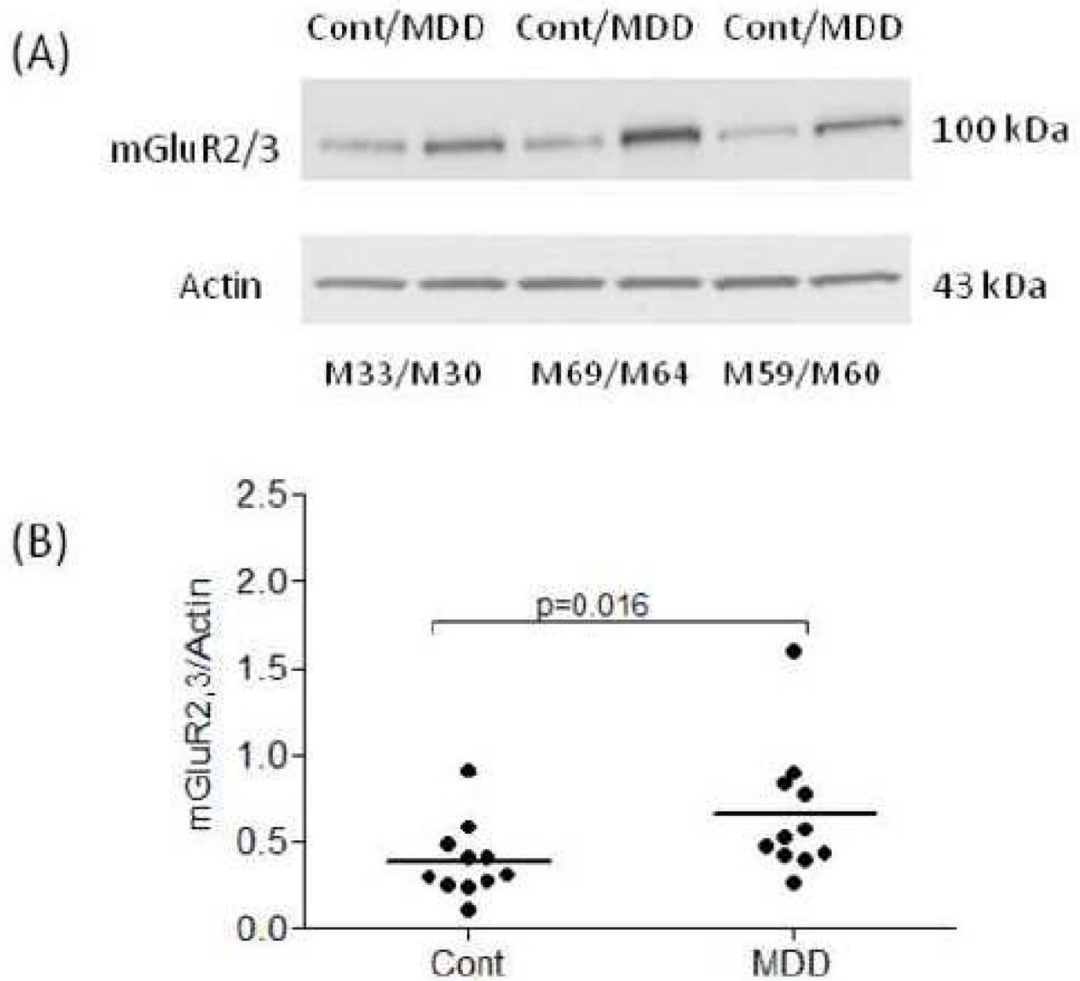 (A)
Cont/MDD Cont/MDD Cont/MDD
mGluR2/3
100 kDa
Actin
43 kDa
M33/M30 M69/M64 M59/M60
(B)
2.5
2.0
1.5
1.0
0.5
0.0
mGluR2,3/Actin
p=0.016
Cont
MDD